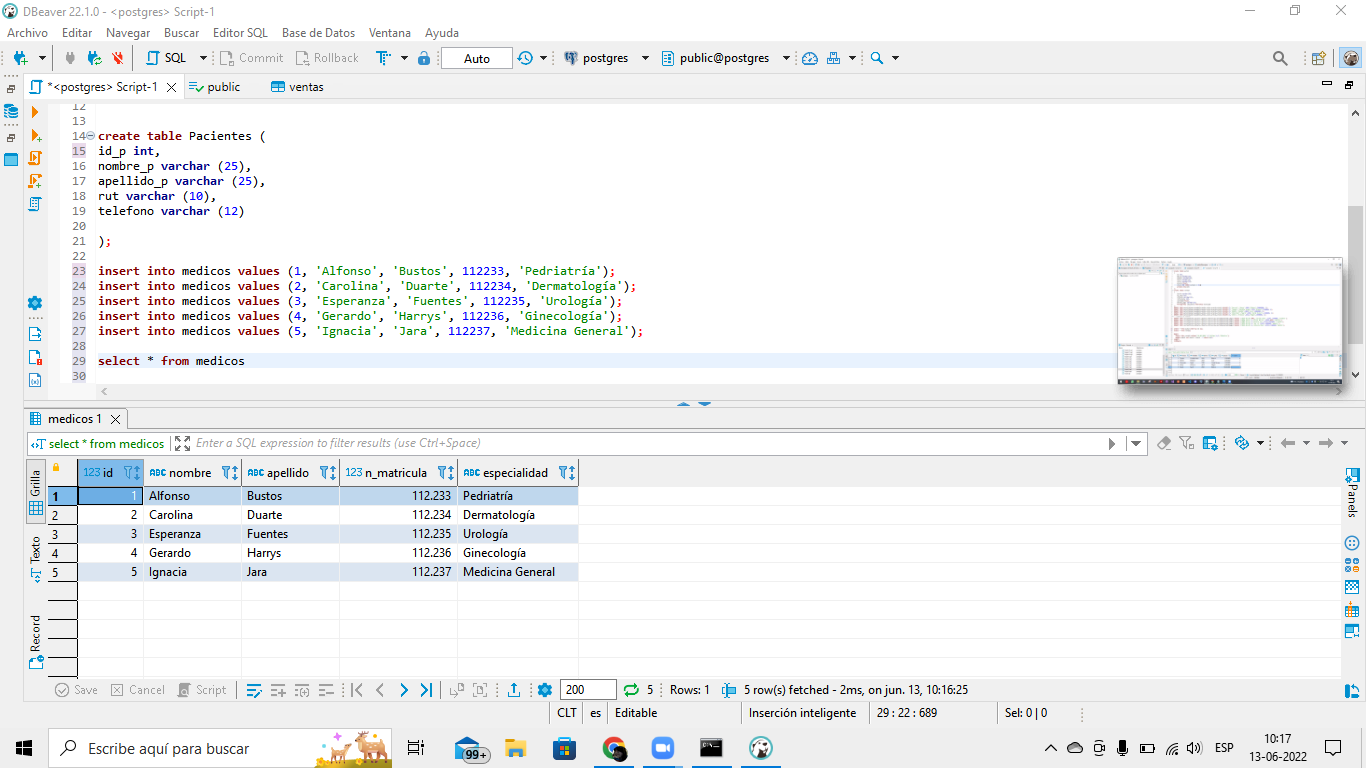 DBeaver 22.1.0 - <postgres> Script-1
Archivo Editar Navegar Buscar Editor SQL Base de Datos Ventana Ayuda
SQL Commit Rollback Auto postgres public@postgres
*<postgres> Script-1 public ventas
12
13
14 create table Pacientes (
15 id_p int,
16 nombre_p varchar (25),
17 apellido_p varchar (25),
18 rut varchar (10),
19 telefono varchar (12)
20
21 );
22
23 insert into medicos values (1, 'Alfonso', 'Bustos', 112233, 'Pedriatría');
24 insert into medicos values (2, 'Carolina', 'Duarte', 112234, 'Dermatología');
25 insert into medicos values (3, 'Esperanza', 'Fuentes', 112235, 'Urología');
26 insert into medicos values (4, 'Gerardo', 'Harrys', 112236, 'Ginecología');
27 insert into medicos values (5, 'Ignacia', 'Jara', 112237, 'Medicina General');
28
29 select * from medicos
30
medicos 1
select * from medicos Enter a SQL expression to filter results (use Ctrl+Space)
Grilla
Texto
Record
Panels
123 id ABC nombre ABC apellido 123 n_matricula ABC especialidad
1 1 Alfonso Bustos 112.233 Pedriatría
2 2 Carolina Duarte 112.234 Dermatología
3 3 Esperanza Fuentes 112.235 Urología
4 4 Gerardo Harrys 112.236 Ginecología
5 5 Ignacia Jara 112.237 Medicina General
Save Cancel Script 200 5 Rows: 1 5 row(s) fetched - 2ms, on jun. 13, 10:16:25
CLT es Editable Inserción inteligente 29 : 22 : 689 Sel: 0 | 0
Escribe aquí para buscar 99+ ESP 10:17
13-06-2022